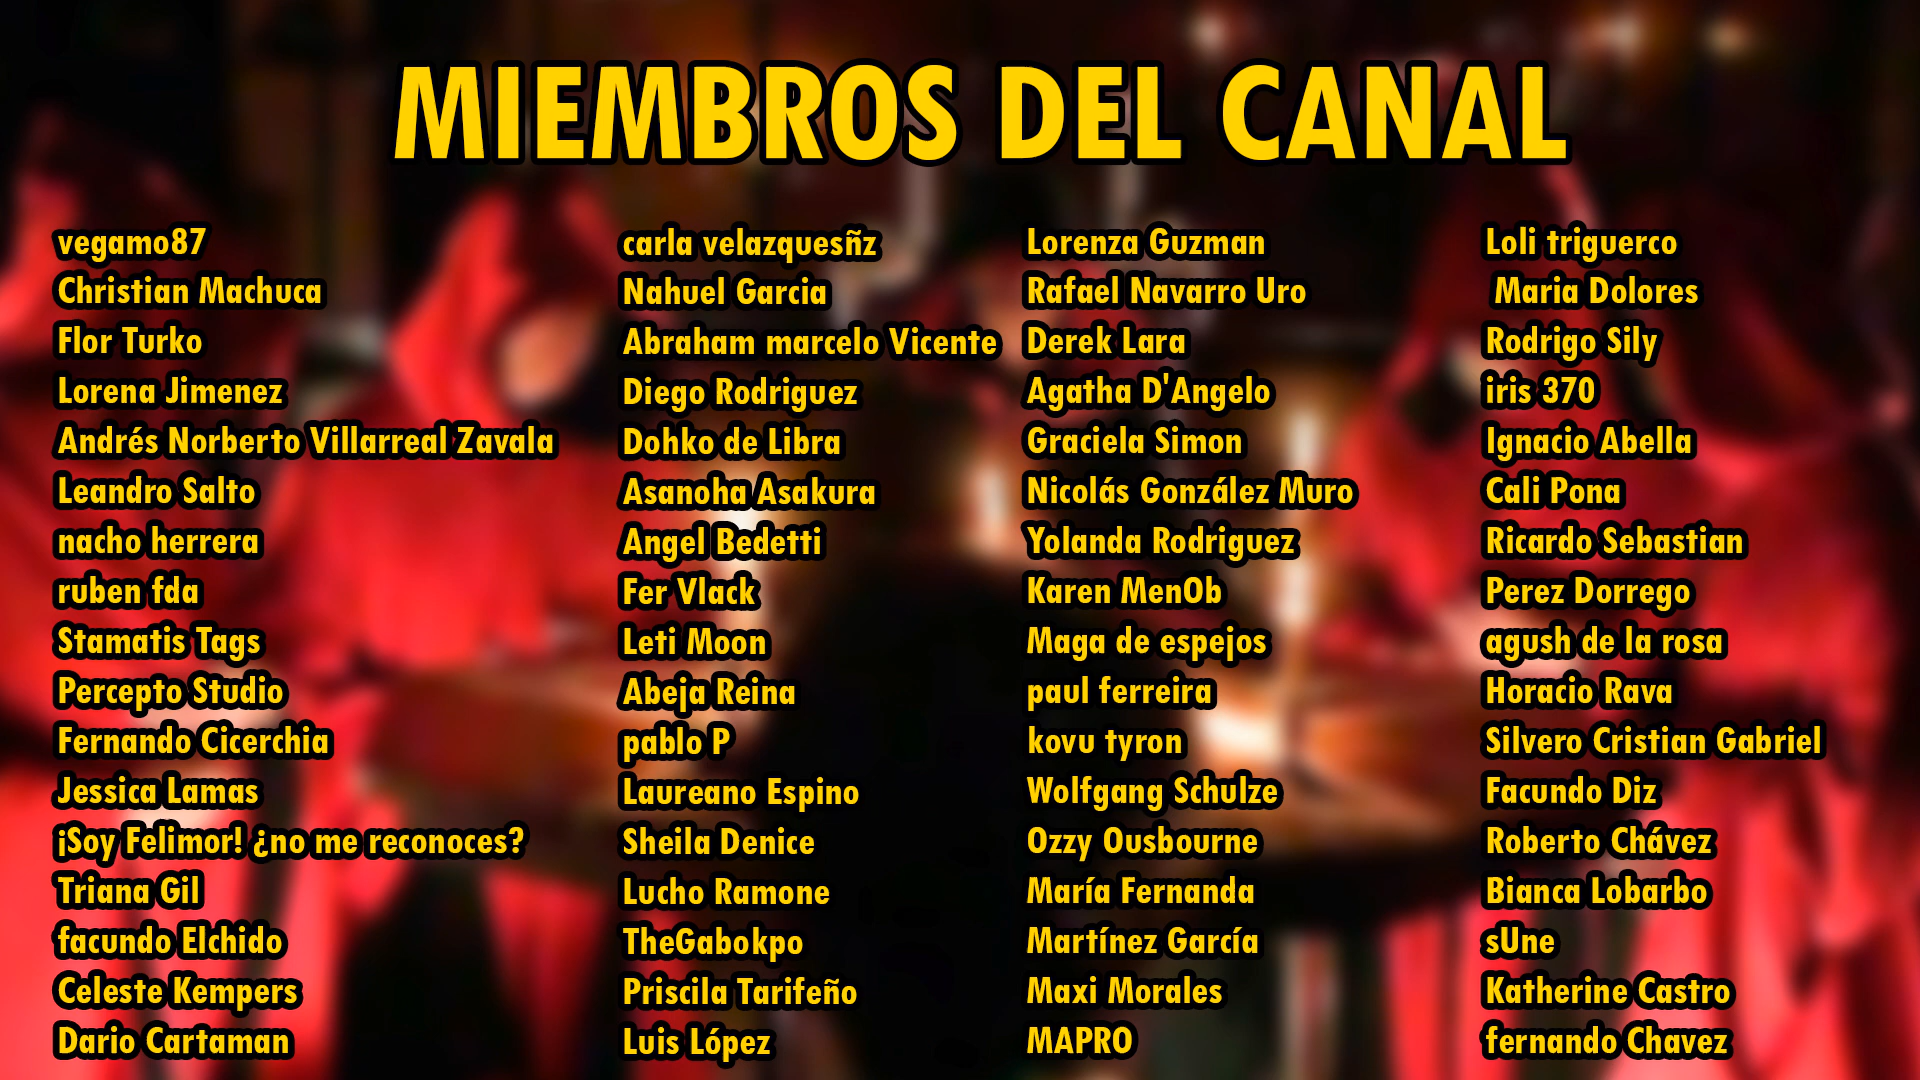 MIEMBROS DEL CANAL
vegamo87
Christian Machuca
Flor Turko
Lorena Jimenez
Andrés Norberto Villarreal Zavala
Leandro Salto
nacho herrera
ruben fda
Stamatis Tags
Percepto Studio
Fernando Cicerchia
Jessica Lamas
¡Soy Felimor! ¿no me reconoces?
Triana Gil
facundo Elchido
Celeste Kempers
Dario Cartaman
carla velazquesñz
Nahuel Garcia
Abraham marcelo Vicente
Diego Rodriguez
Dohko de Libra
Asanoha Asakura
Angel Bedetti
Fer Vlack
Leti Moon
Abeja Reina
pablo P
Laureano Espino
Sheila Denice
Lucho Ramone
TheGabokpo
Priscila Tarifeño
Luis López
Lorenza Guzman
Rafael Navarro Uro
Derek Lara
Agatha D'Angelo
Graciela Simon
Nicolás González Muro
Yolanda Rodriguez
Karen MenOb
Maga de espejos
paul ferreira
kovu tyron
Wolfgang Schulze
Ozzy Ousbourne
María Fernanda
Martínez García
Maxi Morales
MAPRO
Loli triguerco
Maria Dolores
Rodrigo Sily
iris 370
Ignacio Abella
Cali Pona
Ricardo Sebastian
Perez Dorrego
agush de la rosa
Horacio Rava
Silvero Cristian Gabriel
Facundo Diz
Roberto Chávez
Bianca Lobarbo
sUne
Katherine Castro
fernando Chavez